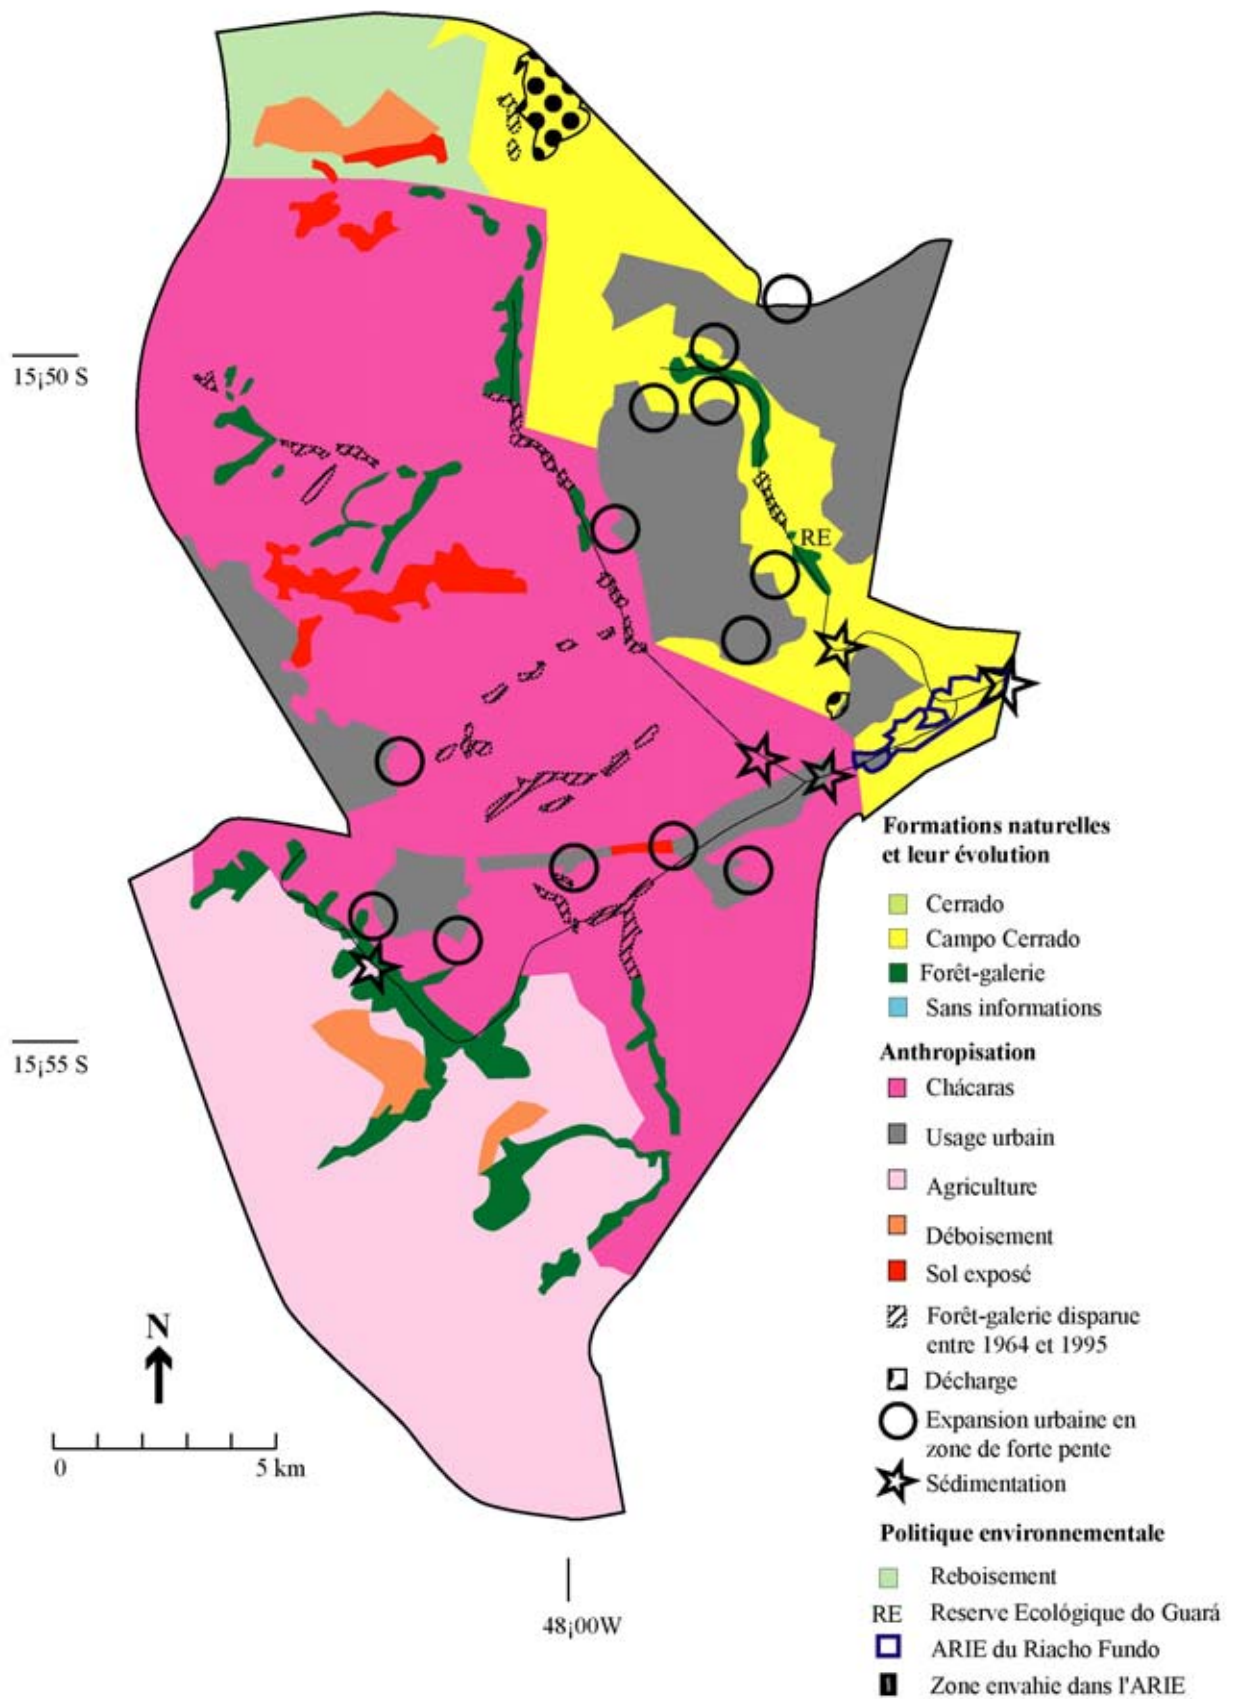 15¡50 S
RE
Formations naturelles
et leur évolution
Cerrado
Campo Cerrado
Forêt-galerie
Sans informations
15¡55 S
Anthropisation
Chácaras
Usage urbain
Agriculture
Déboisement
Sol exposé
Forêt-galerie disparue
entre 1964 et 1995
Décharge
Expansion urbaine en
zone de forte pente
Sédimentation
N
0 5 km
48¡00W
Politique environnementale
Reboisement
RE Reserve Ecológique do Guará
ARIE du Riacho Fundo
Zone envahie dans l'ARIE